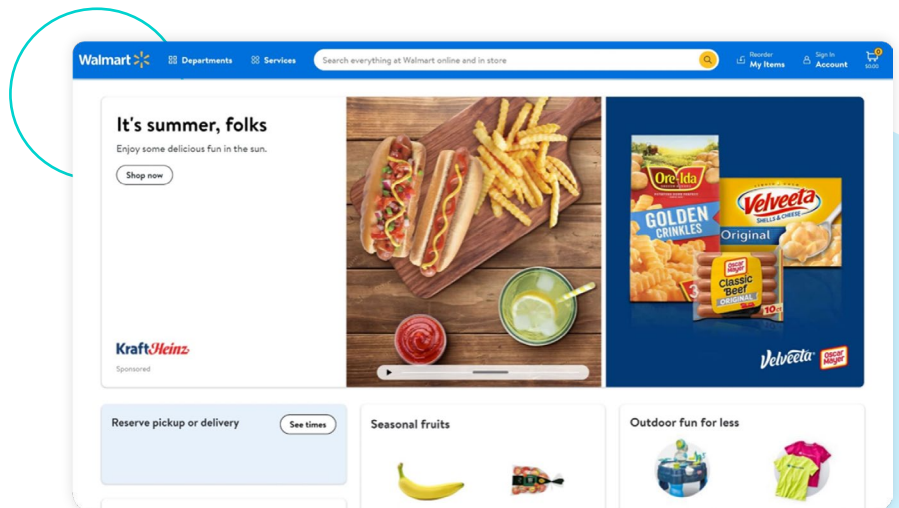 Walmart
Departments
Services
Search everything at Walmart online and in store
Reorder
My Items
Sign In
Account
0
$0.00
It's summer, folks
Enjoy some delicious fun in the sun.
Shop now
KraftHeinz
Sponsored
Ore-Ida
GOLDEN
CRINKLES
Velveeta
SHELLS & CHEESE
Original
Oscar
Mayer
Classic
Beef
ORIGINAL
10ct
Velveeta
Oscar
Mayer
Reserve pickup or delivery
See times
Seasonal fruits
Outdoor fun for less